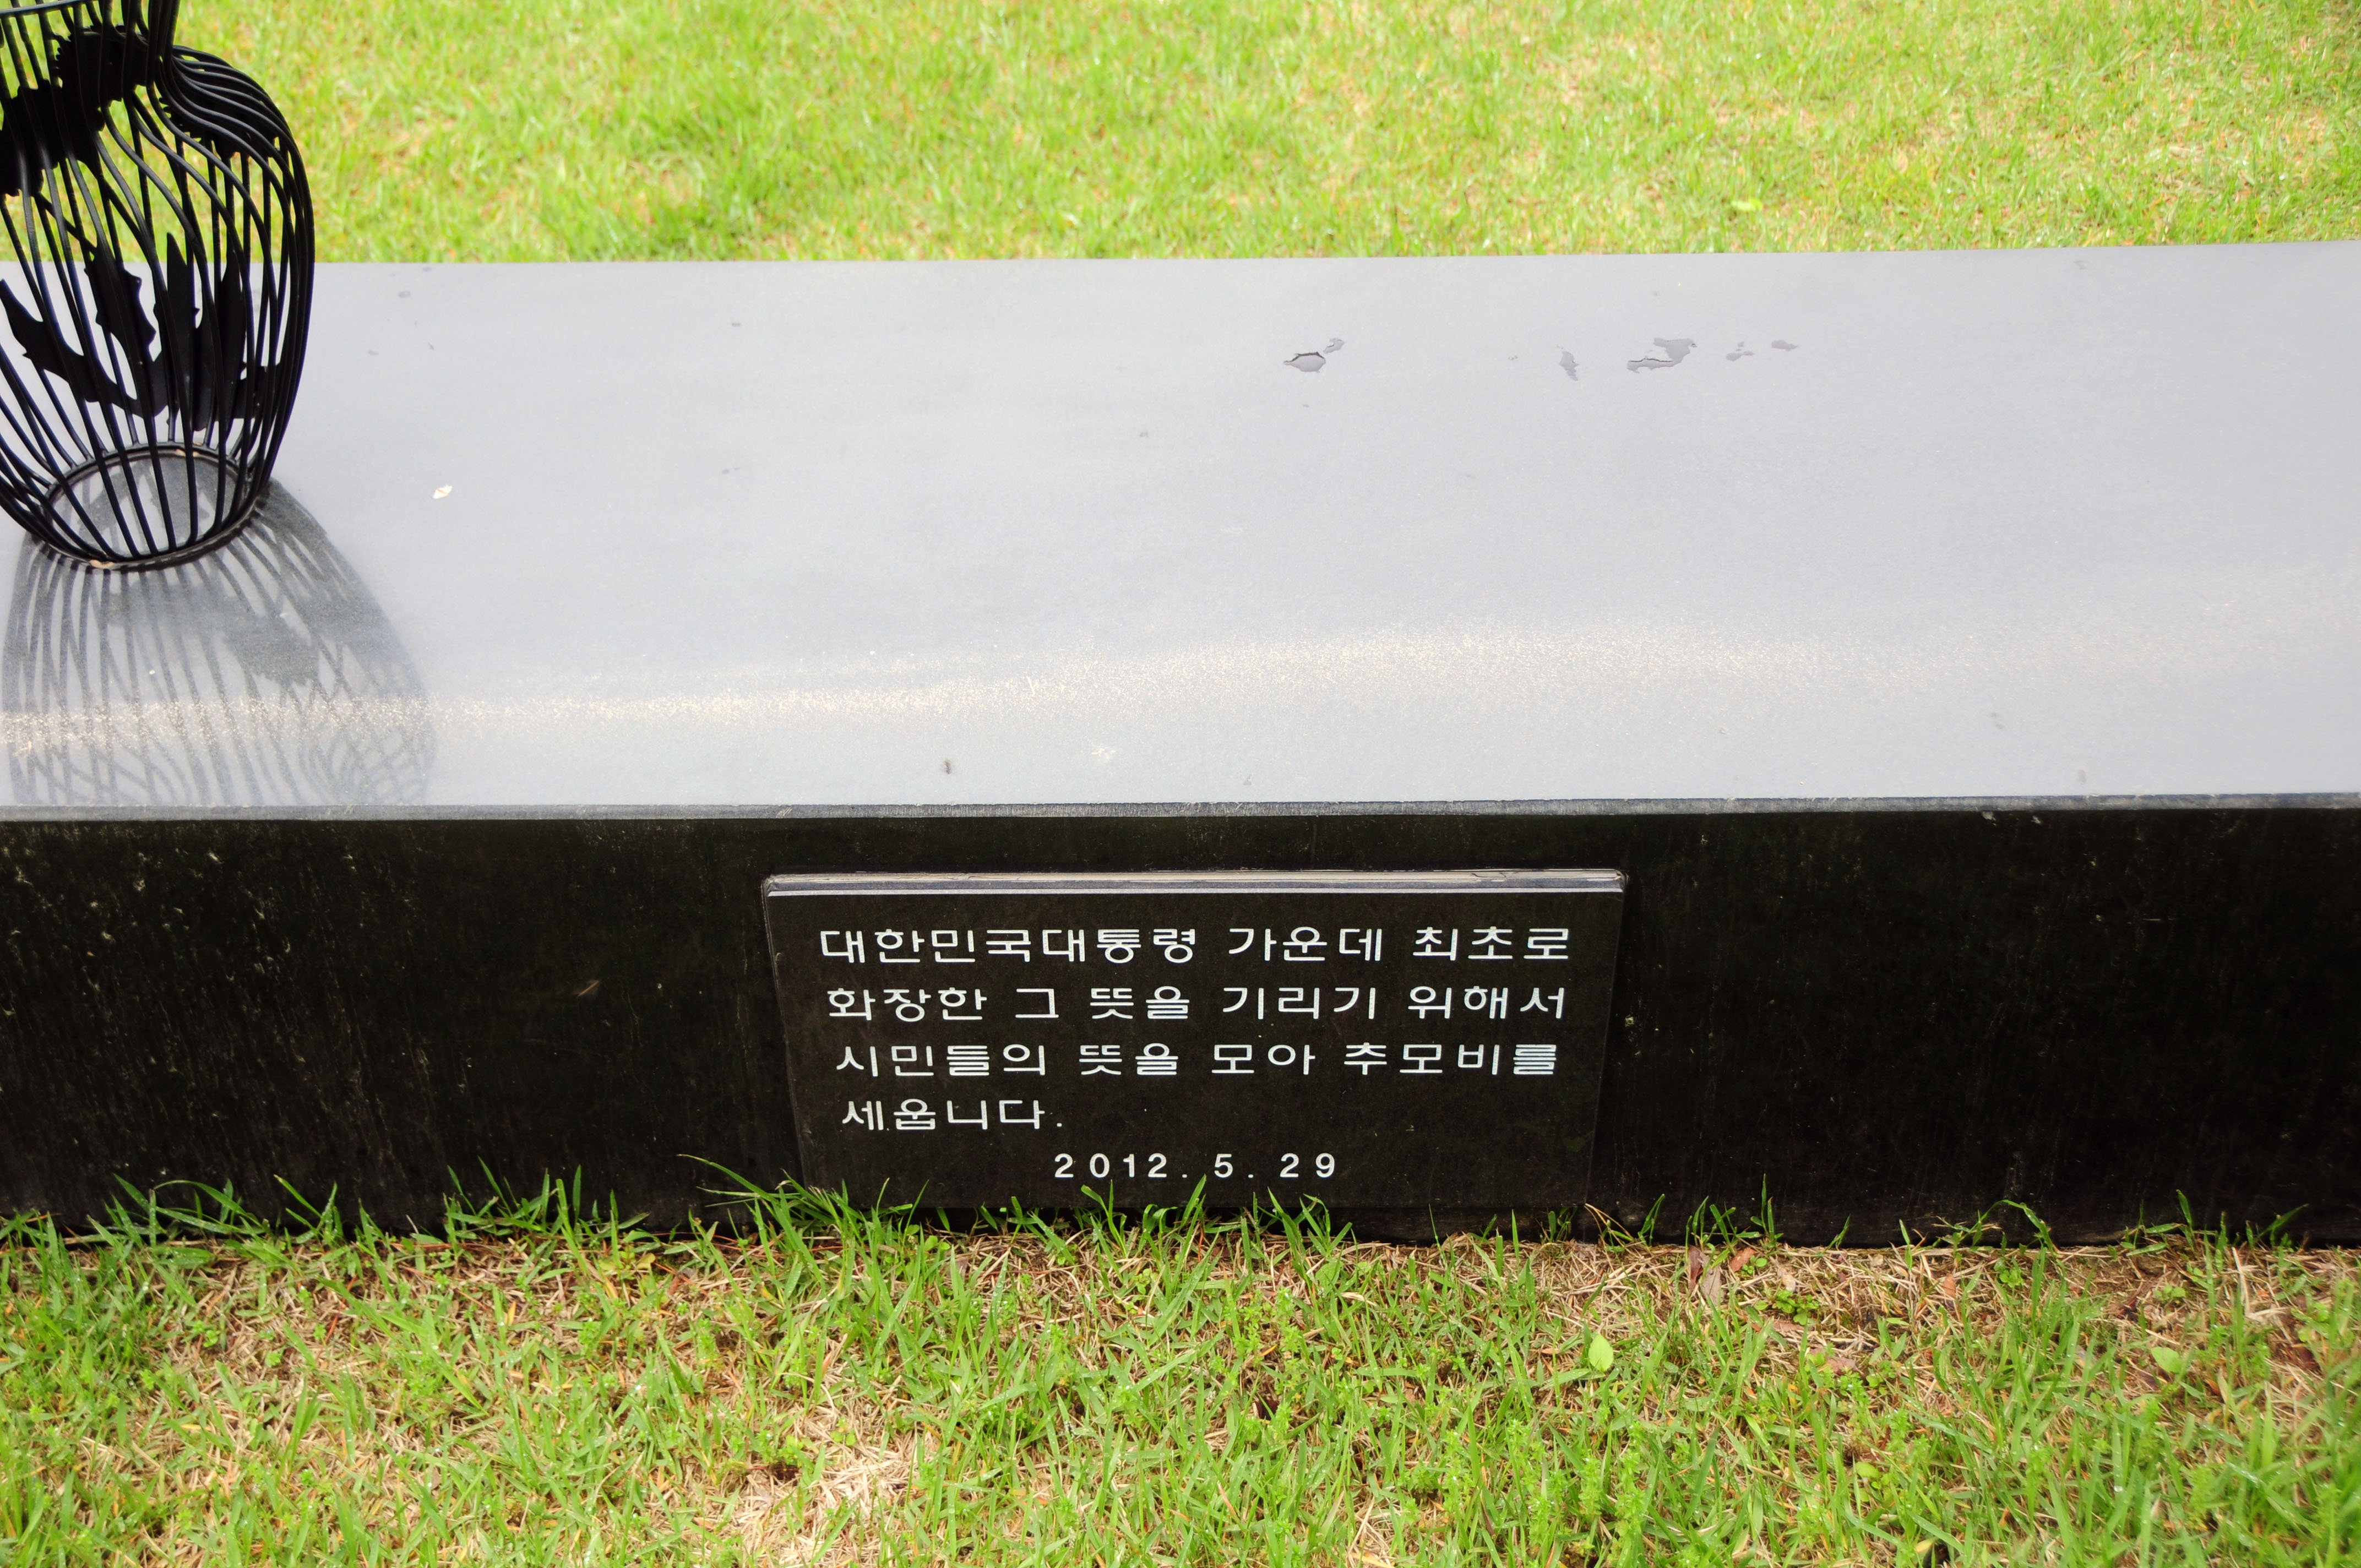 대한민국대통령 가운데 최초로
화장한 그 뜻을 기리기 위해서
시민들의 뜻을 모아 추모비를
세웁니다.
2012. 5. 29